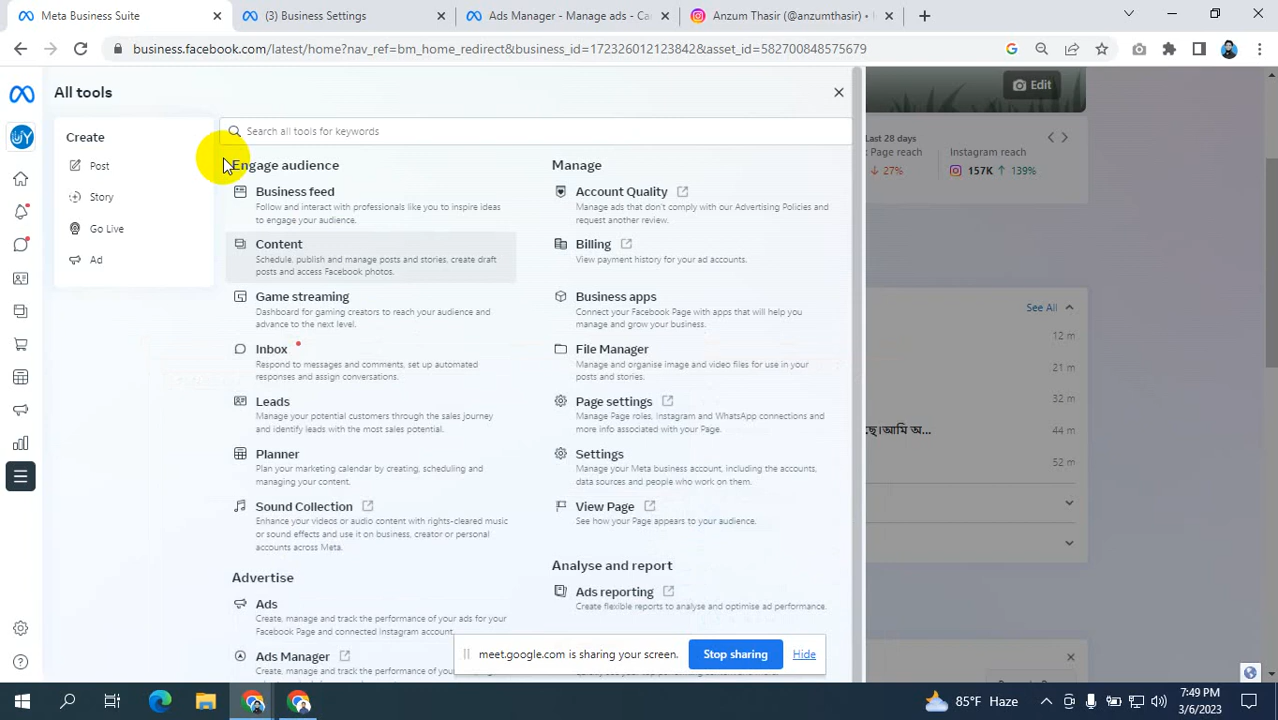 Meta Business Suite
(3) Business Settings
Ads Manager - Manage ads - Ca
Anzum Thasir (@anzumthasir) •
business.facebook.com/latest/home?nav_ref=bm_home_redirect&business_id=172326012123842&asset_id=582700848575679
All tools
Edit
Create
Post
Story
Go Live
Ad
Search all tools for keywords
Engage audience
Business feed
Follow and interact with professionals like you to inspire ideas
to engage your audience.
Content
Schedule, publish and manage posts and stories, create draft
posts and access Facebook photos.
Game streaming
Dashboard for gaming creators to reach your audience and
advance to the next level.
Inbox
Respond to messages and comments, set up automated
responses and assign conversations.
Leads
Manage your potential customers through the sales journey
and identify leads with the most sales potential.
Planner
Plan your marketing calendar by creating, scheduling and
managing your content.
Sound Collection
Enhance your videos or audio content with rights-cleared music
or sound effects and use it on business, creator or personal
accounts across Meta.
Advertise
Ads
Create, manage and track the performance of your ads for your
Facebook Page and connected Instagram account.
Ads Manager
Create, manage and track the performance of your ads
Manage
Account Quality
Manage ads that don't comply with our Advertising Policies and
request another review.
Billing
View payment history for your ad accounts.
Business apps
Connect your Facebook Page with apps that will help you
manage and grow your business.
File Manager
Manage and organise image and video files for use in your
posts and stories.
Page settings
Manage Page roles, Instagram and WhatsApp connections and
more info associated with your Page.
Settings
Manage your Meta business account, including the accounts,
data sources and people who work on them.
View Page
See how your Page appears to your audience.
Analyse and report
Ads reporting
Create flexible reports to analyse and optimise ad performance.
Last 28 days
Page reach
27%
Instagram reach
157K 139%
See All
12 m
21 m
32 m
আমি অ... 44 m
52 m
meet.google.com is sharing your screen.
Stop sharing
Hide
85°F Haze
7:49 PM
3/6/2023